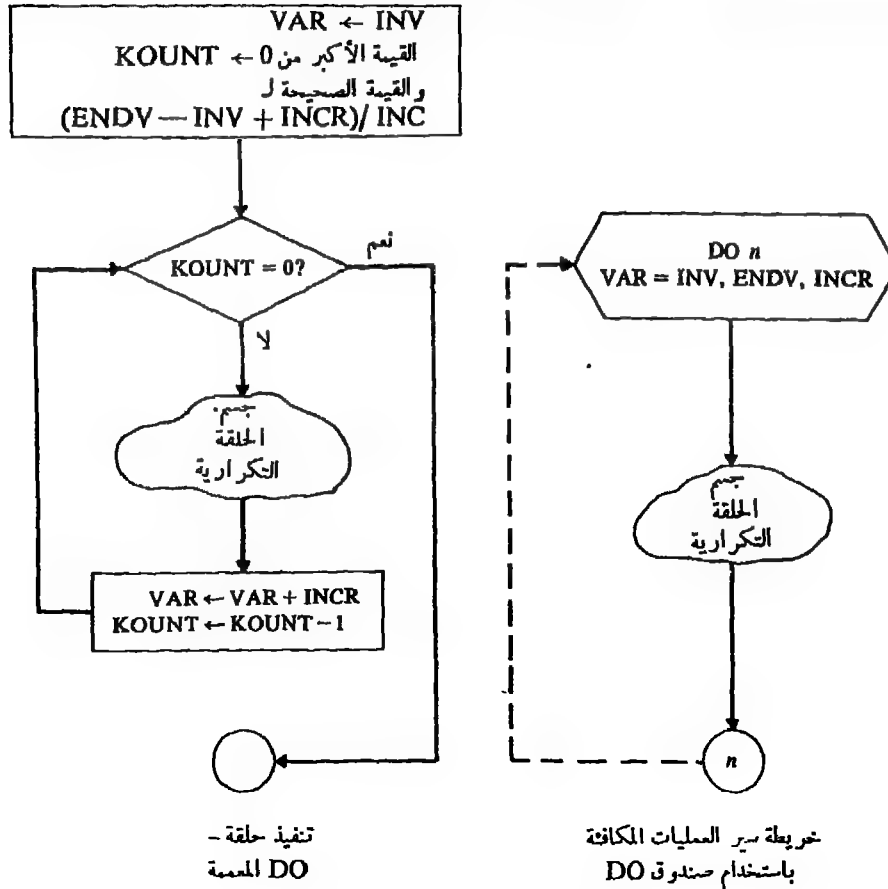 VAR ← INV
القيمة الأكبر من 0 ← KOUNT
والقيمة الصحيحة لـ
(ENDV — INV + INCR)/ INC
KOUNT = 0?
نعم
لا
جسم
الحلقة
التكرارية
VAR ← VAR + INCR
KOUNT ← KOUNT − 1
تنفيذ حلقة –
DO المعممة
DO n
VAR = INV, ENDV, INCR
جسم
الحلقة
التكرارية
n
خريطة سير العمليات المكافئة
باستخدام صندوق DO